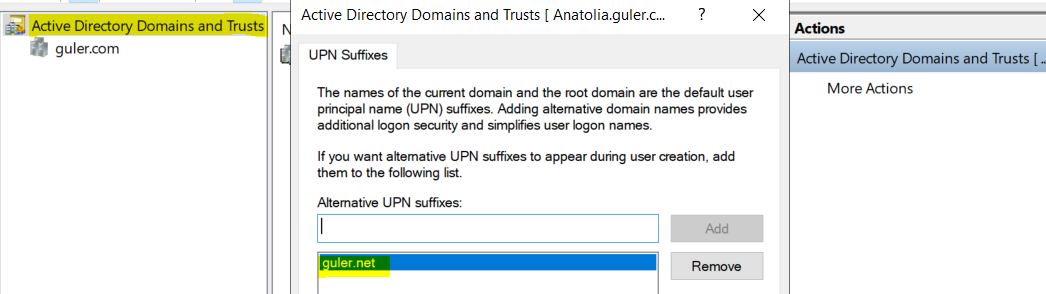 Active Directory Domains and Trusts
guler.com
Active Directory Domains and Trusts [ Anatolia.guler.c... ? ✕
UPN Suffixes
The names of the current domain and the root domain are the default user
principal name (UPN) suffixes. Adding alternative domain names provides
additional logon security and simplifies user logon names.
If you want alternative UPN suffixes to appear during user creation, add
them to the following list.
Alternative UPN suffixes:
Add
guler.net
Remove
Actions
Active Directory Domains and Trusts [ ...
More Actions